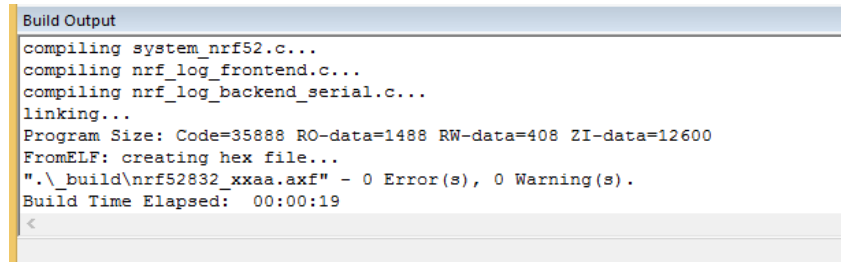 Build Output
compiling system_nrf52.c...
compiling nrf_log_frontend.c...
compiling nrf_log_backend_serial.c...
linking...
Program Size: Code=35888 RO-data=1488 RW-data=408 ZI-data=12600
FromELF: creating hex file...
".\_build\nrf52832_xxaa.axf" - 0 Error(s), 0 Warning(s).
Build Time Elapsed:  00:00:19